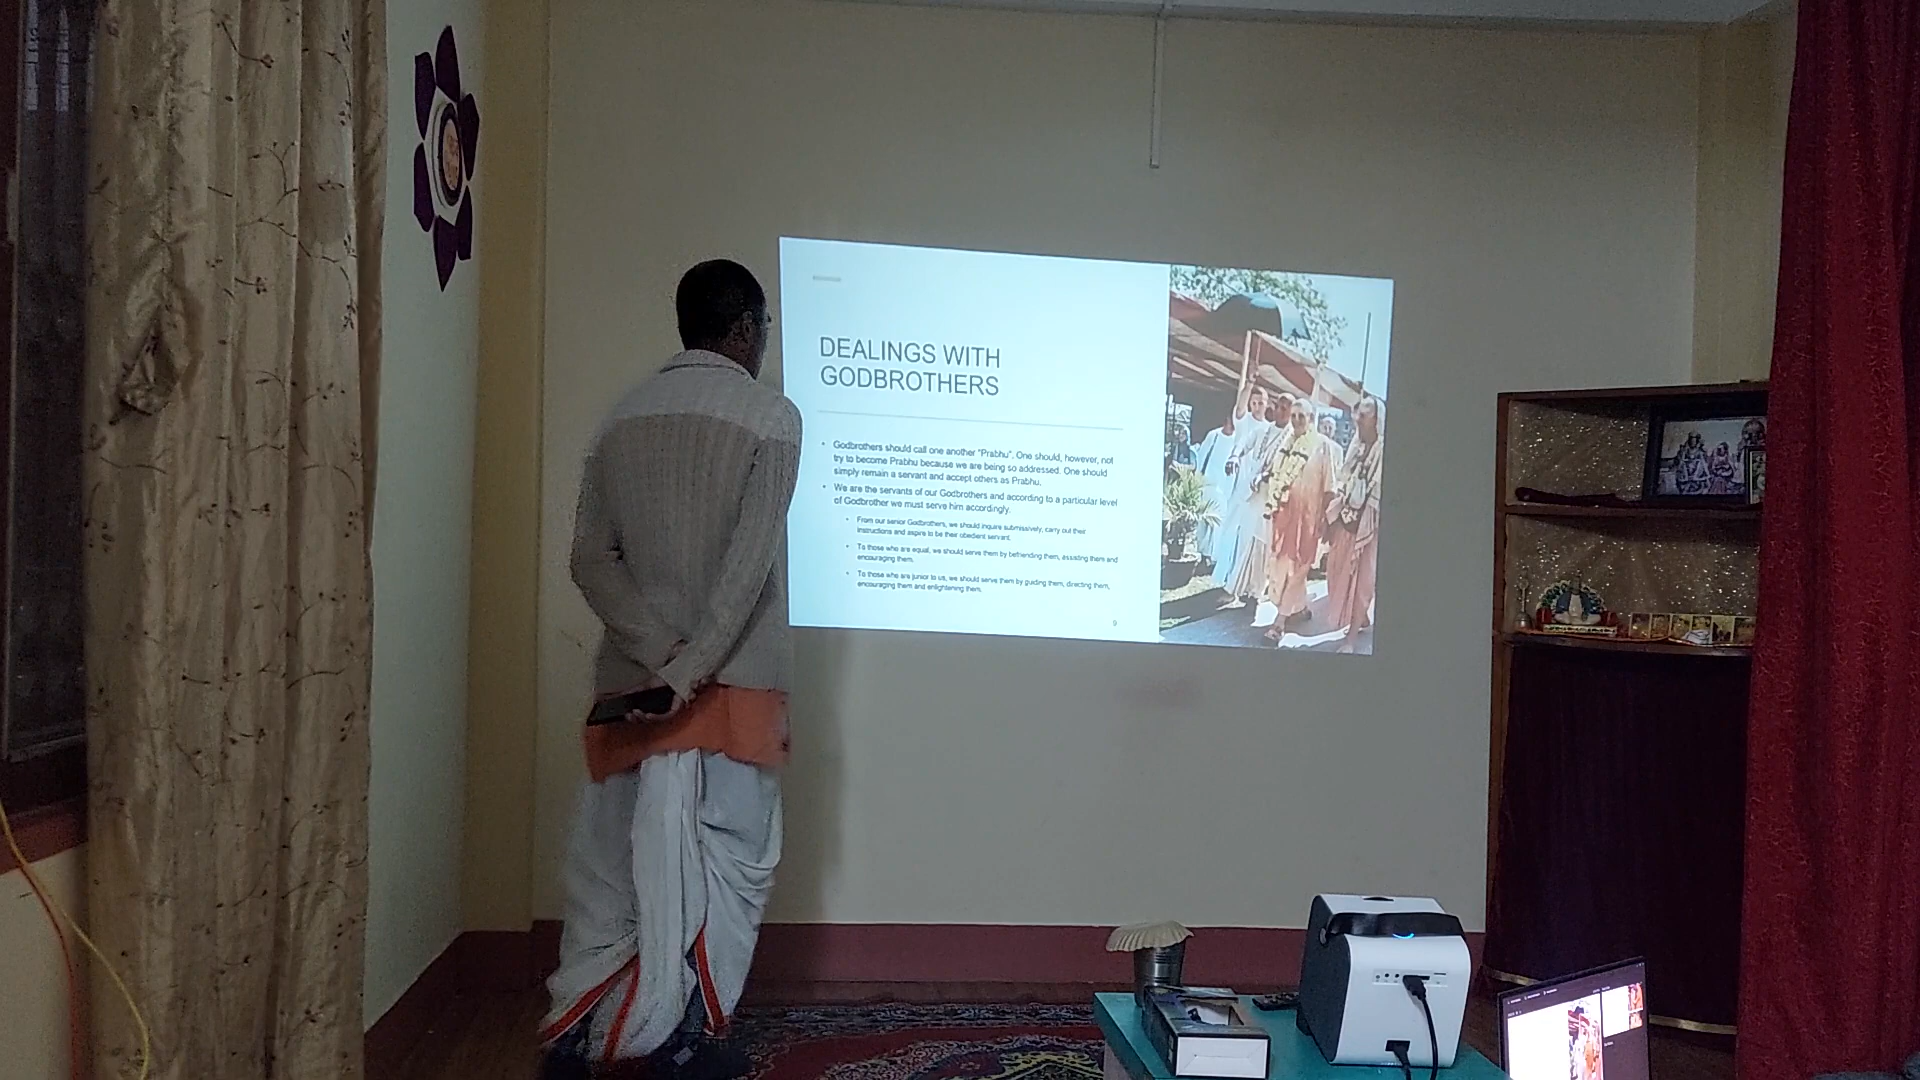 DEALINGS WITH
GODBROTHERS
• Godbrothers should call one another "Prabhu". One should, however, not
try to become Prabhu because we are being so addressed. One should
simply remain a servant and accept others as Prabhu.
• We are the servants of our Godbrothers and according to a particular level
of Godbrother we must serve him accordingly.
• From our senior Godbrothers, we should inquire submissively, carry out their
instructions and aspire to be their obedient servant.
• To those who are equal, we should serve them by befriending them, assisting them and
encouraging them.
• To those who are junior to us, we should serve them by guiding them, directing them,
encouraging them and enlightening them.
9